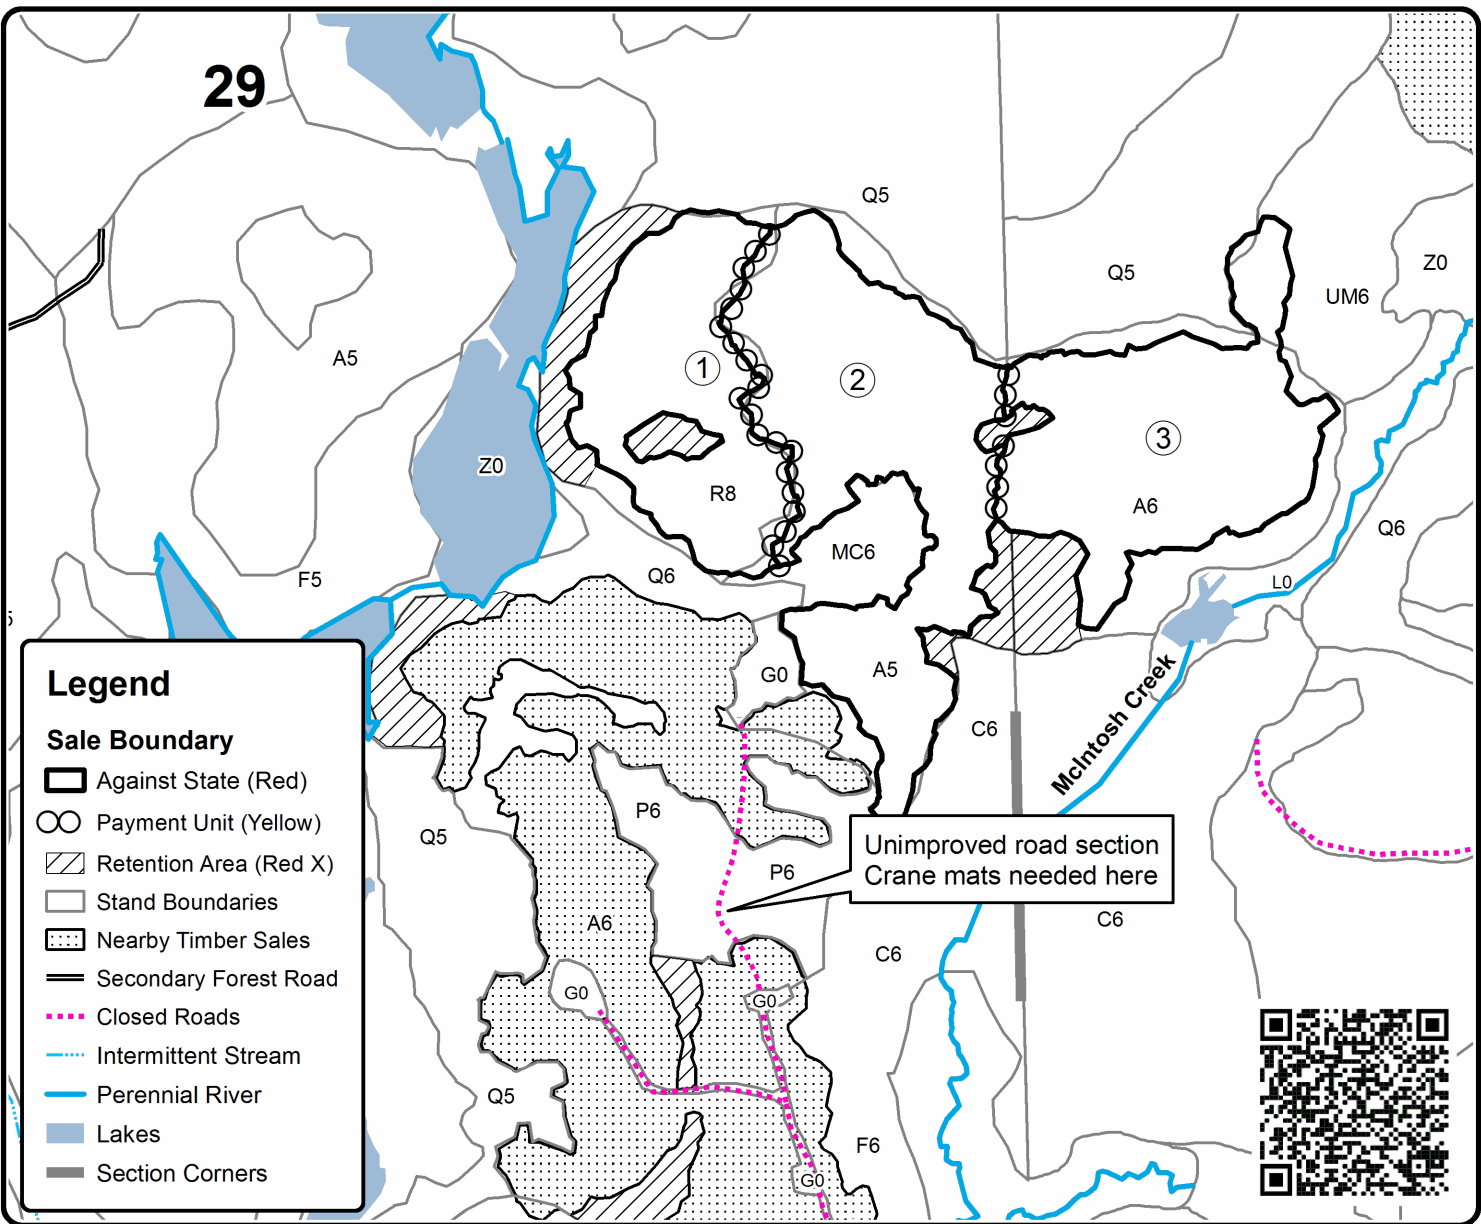 29
Q5
Q5
Z0
UM6
A5
1
2
3
Z0
R8
A6
Q6
MC6
F5
Q6
L0
G0
A5
C6
McIntosh Creek
Legend
Sale Boundary
Against State (Red)
Payment Unit (Yellow)
Retention Area (Red X)
Stand Boundaries
Nearby Timber Sales
Secondary Forest Road
Closed Roads
Intermittent Stream
Perennial River
Lakes
Section Corners
P6
Q5
Unimproved road section
Crane mats needed here
P6
A6
C6
C6
G0
G0
Q5
F6
G0